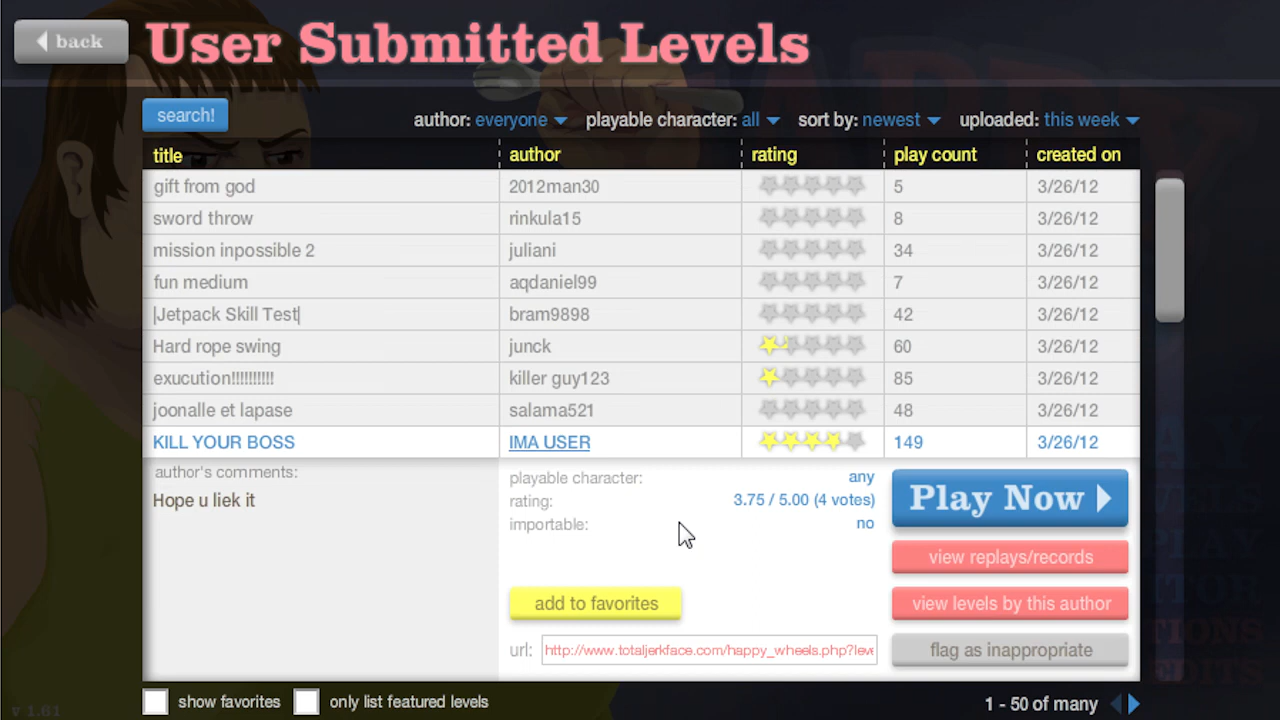 back
User Submitted Levels
search!
author: everyone playable character: all sort by: newest uploaded: this week
title author rating play count created on
gift from god 2012man30 5 3/26/12
sword throw rinkula15 8 3/26/12
mission inpossible 2 juliani 34 3/26/12
fun medium aqdaniel99 7 3/26/12
|Jetpack Skill Test| bram9898 42 3/26/12
Hard rope swing junck 60 3/26/12
exucution!!!!!!!!!! killer guy123 85 3/26/12
joonalle et lapase salama521 48 3/26/12
KILL YOUR BOSS IMA USER 149 3/26/12
author's comments:
Hope u liek it
playable character: any
rating: 3.75 / 5.00 (4 votes)
importable: no
Play Now
view replays/records
add to favorites
view levels by this author
url: http://www.totaljerkface.com/happy_wheels.php?leve
flag as inappropriate
show favorites only list featured levels
1 - 50 of many
v 1.61